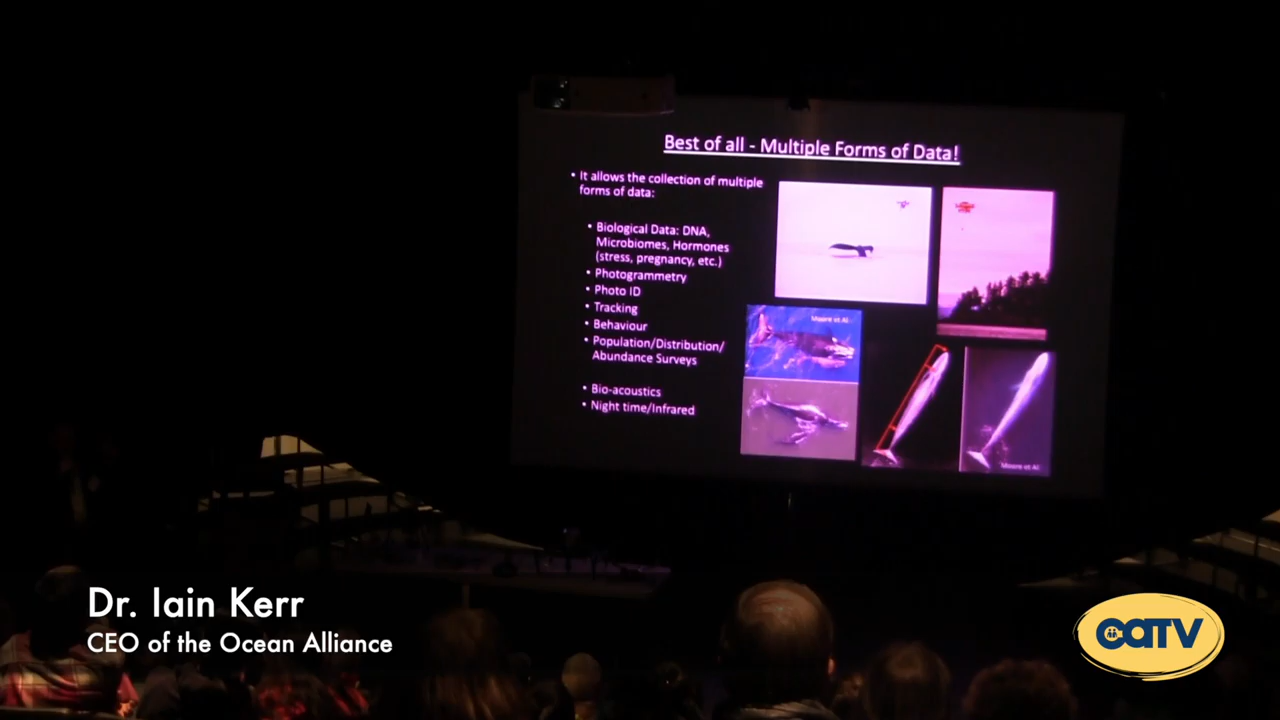 Best of all - Multiple Forms of Data!
• It allows the collection of multiple
forms of data:
• Biological Data: DNA,
Microbiomes, Hormones
(stress, pregnancy, etc.)
• Photogrammetry
• Photo ID
• Tracking
• Behaviour
• Population/Distribution/
Abundance Surveys
• Bio-acoustics
• Night time/Infrared
Moore et Al.
Moore et Al.
Dr. Iain Kerr
CEO of the Ocean Alliance
CATV